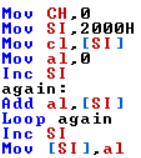 Mov CH,0
Mov SI,2000H
Mov cl,[SI]
Mov al,0
Inc SI
again:
Add al,[SI]
Loop again
Inc SI
Mov [SI],al